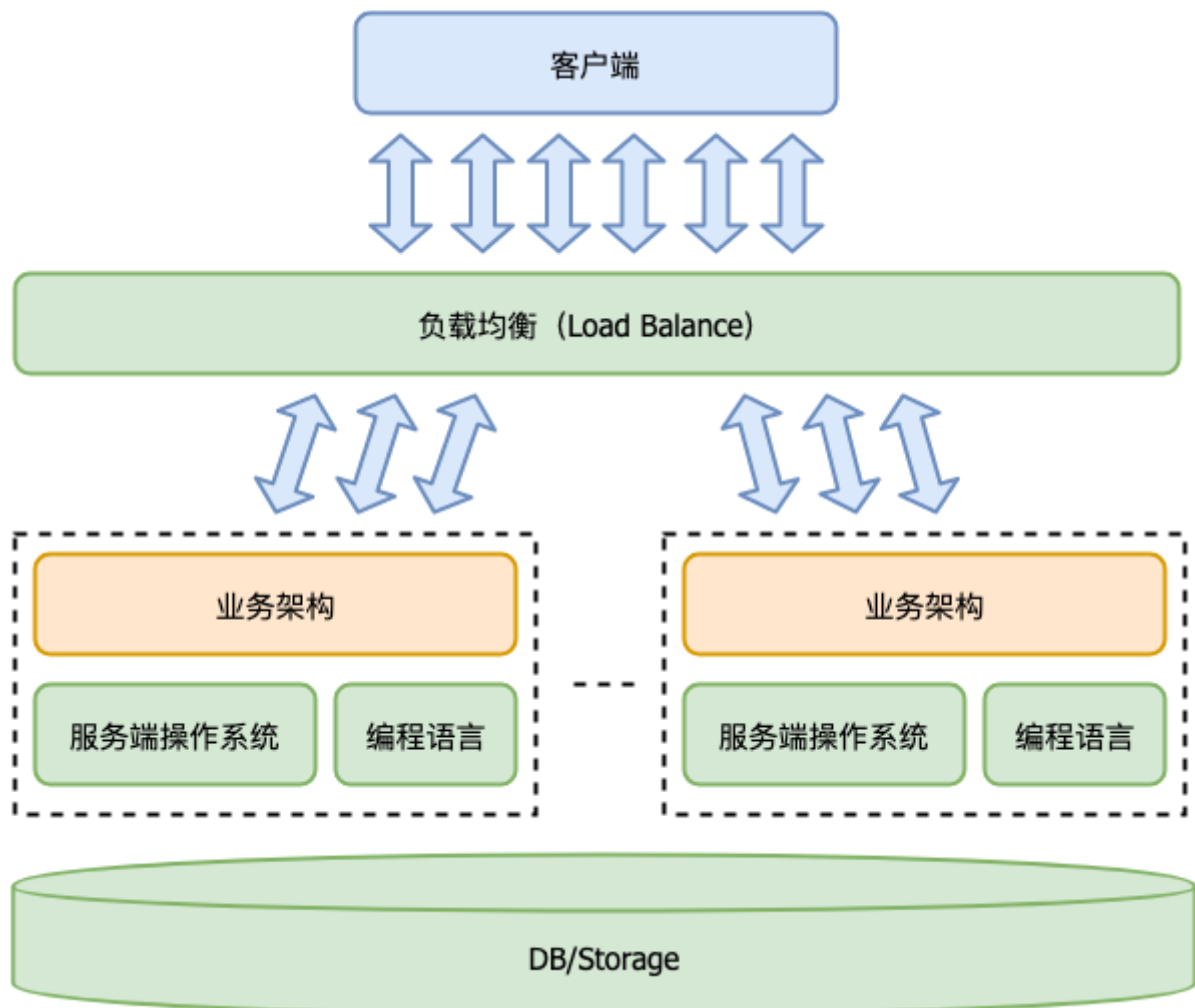 客户端
负载均衡（Load Balance）
业务架构
业务架构
服务端操作系统
编程语言
服务端操作系统
编程语言
DB/Storage